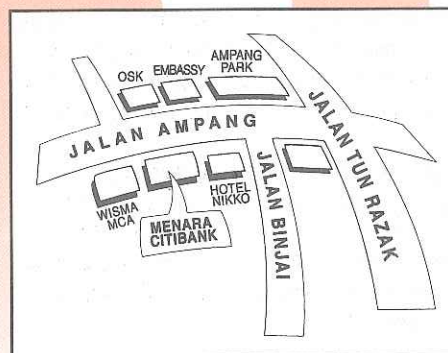 OSK
EMBASSY
AMPANG
PARK
JALAN AMPANG
JALAN TUN RAZAK
WISMA
MCA
MENARA
CITIBANK
HOTEL
NIKKO
JALAN BINJAI